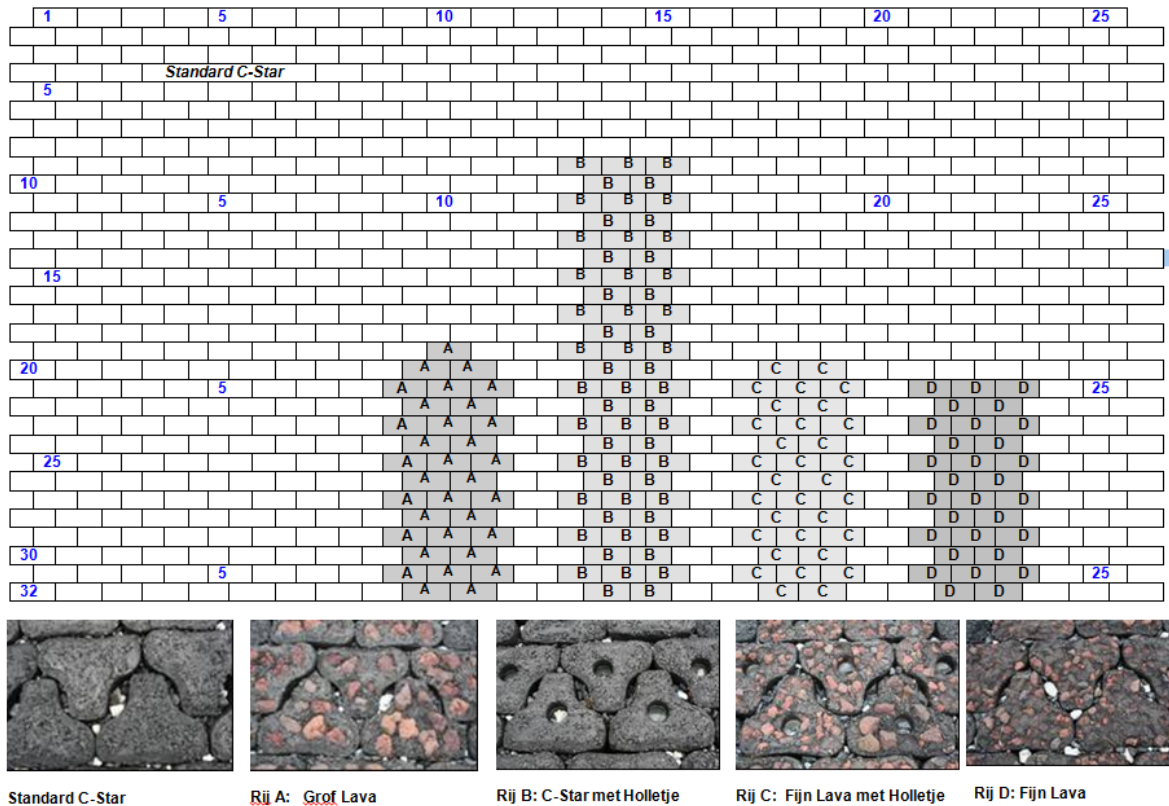 1 5 10 15 20 25
Standard C-Star
5
B B B
10 B B
5 10 B B B 20 25
B B
B B B
B B
15 B B B
B B
B B B
B B
A B B B
20 A A B B C C
5 A A A B B B C C C D D D 25
A A B B C C D D
A A A B B B C C C D D D
A A B B C C D D
25 A A A B B B C C C D D D
A A B B C C D D
A A A B B B C C C D D D
A A B B C C D D
A A A B B B C C C D D D
30 A A B B C C D D
5 A A A B B B C C C D D D 25
32 A A B B C C D D
Standard C-Star
Rij A: Grof Lava
Rij B: C-Star met Holletje
Rij C: Fijn Lava met Holletje
Rij D: Fijn Lava